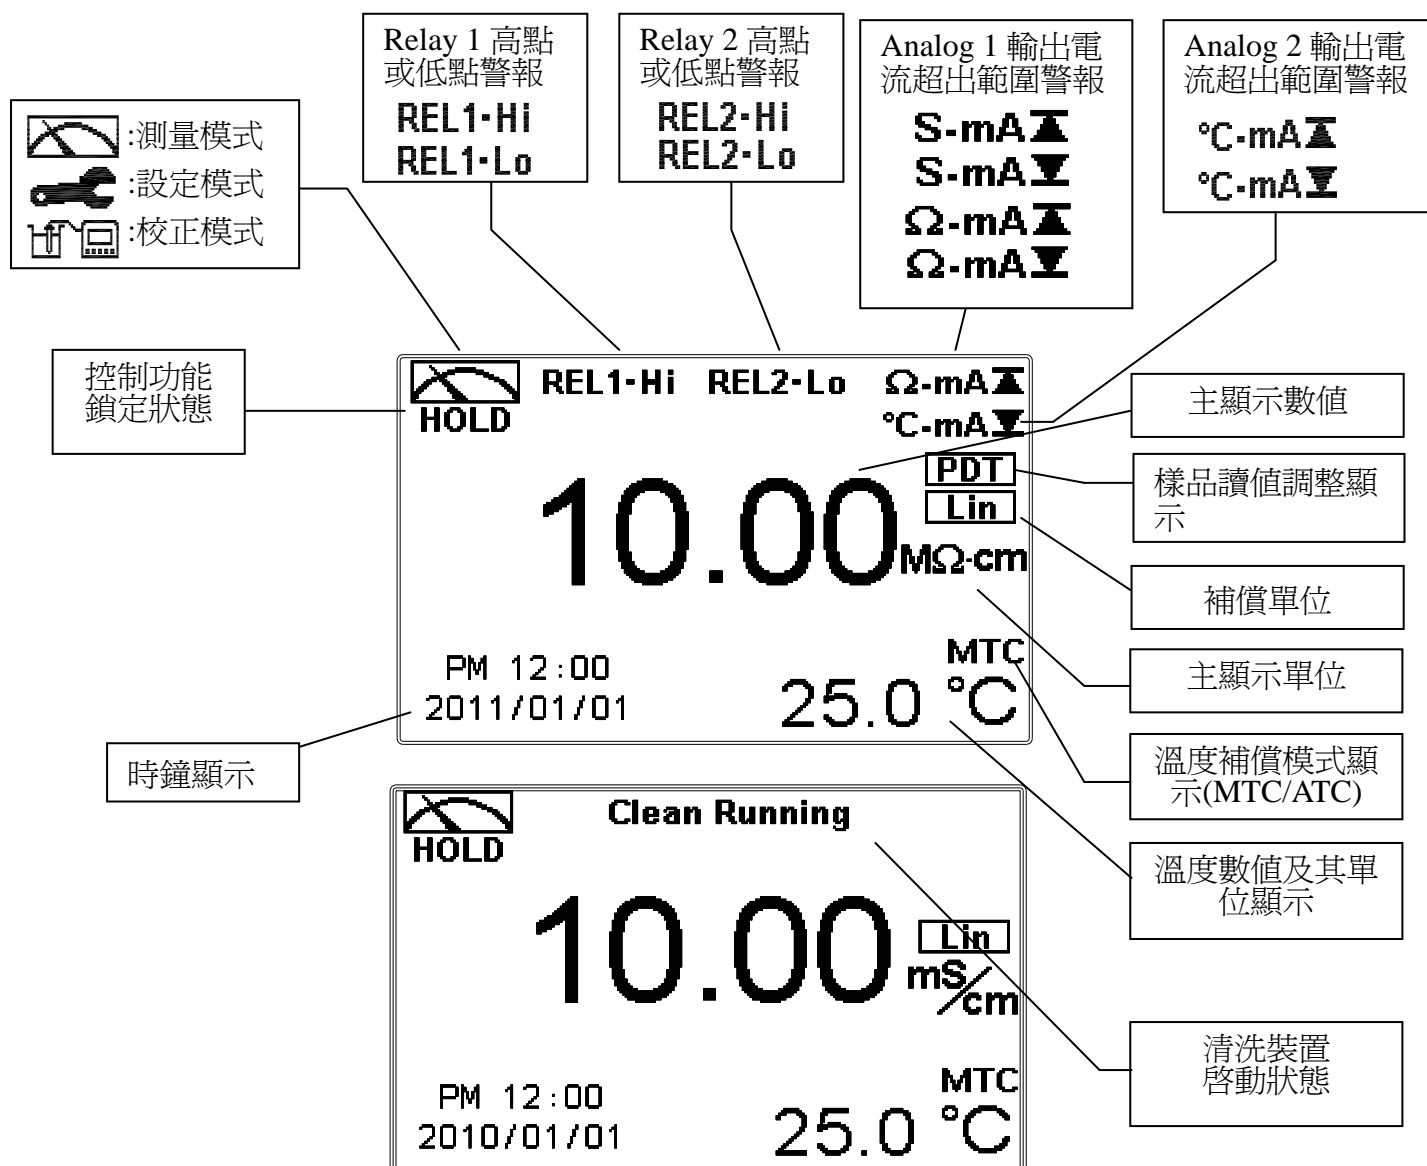 Relay 1 高點
或低點警報
REL1-Hi
REL1-Lo
Relay 2 高點
或低點警報
REL2-Hi
REL2-Lo
Analog 1 輸出電
流超出範圍警報
S-mA
S-mA
Ω-mA
Ω-mA
Analog 2 輸出電
流超出範圍警報
°C-mA
°C-mA
:測量模式
:設定模式
:校正模式
控制功能
鎖定狀態
REL1-Hi REL2-Lo Ω-mA
HOLD °C-mA
PDT
Lin
10.00 MΩ·cm
MTC
PM 12:00
2011/01/01
25.0 °C
主顯示數值
樣品讀值調整顯
示
補償單位
主顯示單位
溫度補償模式顯
示(MTC/ATC)
溫度數值及其單
位顯示
時鐘顯示
Clean Running
HOLD
10.00
Lin
mS/cm
MTC
PM 12:00
2010/01/01
25.0 °C
清洗裝置
啓動狀態